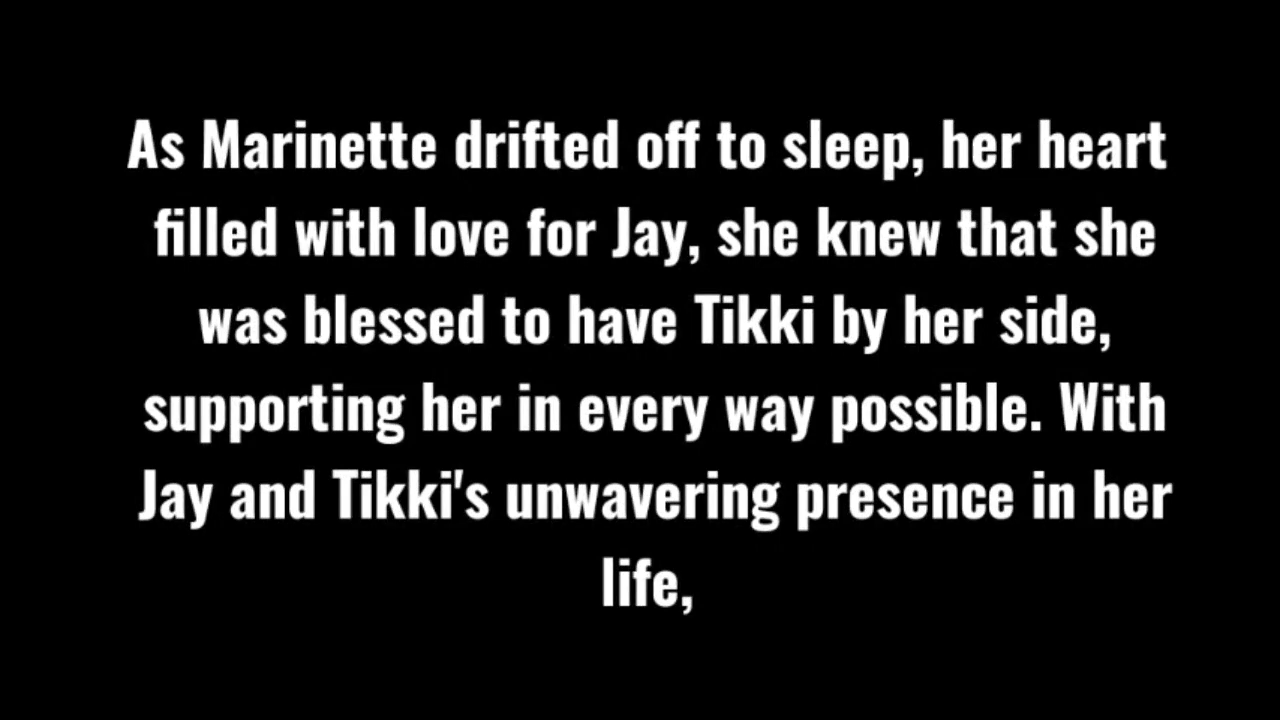 As Marinette drifted off to sleep, her heart
filled with love for Jay, she knew that she
was blessed to have Tikki by her side,
supporting her in every way possible. With
Jay and Tikki's unwavering presence in her
life,